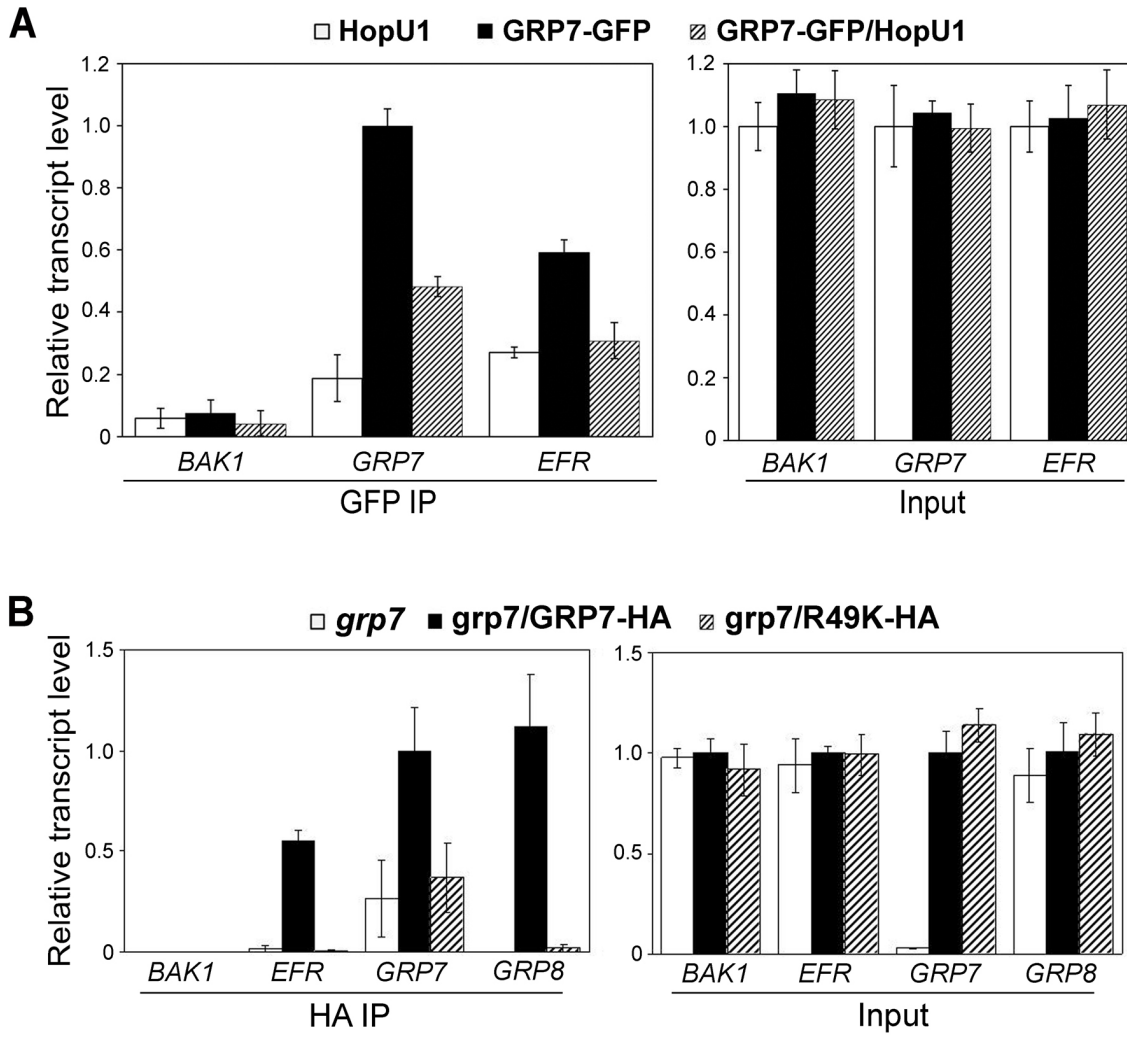 A
HopU1 GRP7-GFP GRP7-GFP/HopU1
Relative transcript level
1.2
1.0
0.8
0.6
0.4
0.2
0
BAK1 GRP7 EFR
GFP IP
1.2
1.0
0.8
0.6
0.4
0.2
0
BAK1 GRP7 EFR
Input
B
grp7 grp7/GRP7-HA grp7/R49K-HA
Relative transcript level
1.5
1.0
0.5
0
BAK1 EFR GRP7 GRP8
HA IP
1.5
1.0
0.5
0
BAK1 EFR GRP7 GRP8
Input